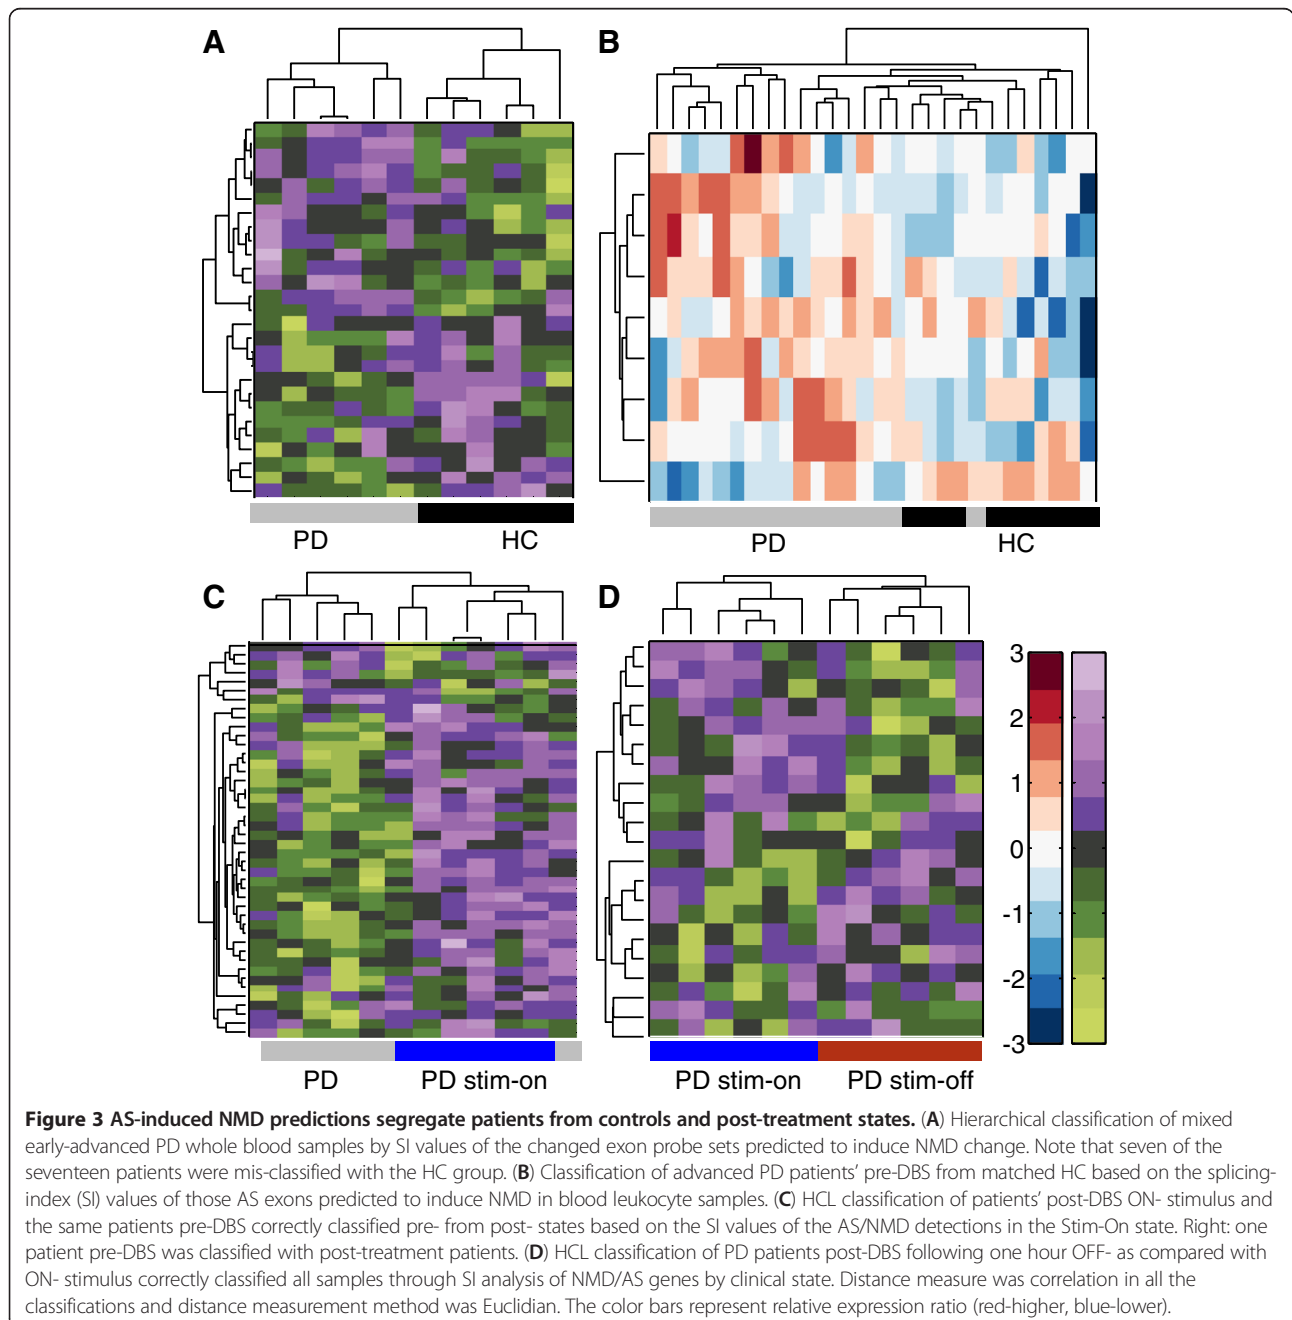 A
B
PD
HC
PD
HC
C
D
3
2
1
0
-1
-2
-3
PD
PD stim-on
PD stim-on
PD stim-off
Figure 3 AS-induced NMD predictions segregate patients from controls and post-treatment states. (A) Hierarchical classification of mixed
early-advanced PD whole blood samples by SI values of the changed exon probe sets predicted to induce NMD change. Note that seven of the
seventeen patients were mis-classified with the HC group. (B) Classification of advanced PD patients’ pre-DBS from matched HC based on the splicing-
index (SI) values of those AS exons predicted to induce NMD in blood leukocyte samples. (C) HCL classification of patients’ post-DBS ON- stimulus and
the same patients pre-DBS correctly classified pre- from post- states based on the SI values of the AS/NMD detections in the Stim-On state. Right: one
patient pre-DBS was classified with post-treatment patients. (D) HCL classification of PD patients post-DBS following one hour OFF- as compared with
ON- stimulus correctly classified all samples through SI analysis of NMD/AS genes by clinical state. Distance measure was correlation in all the
classifications and distance measurement method was Euclidian. The color bars represent relative expression ratio (red-higher, blue-lower).